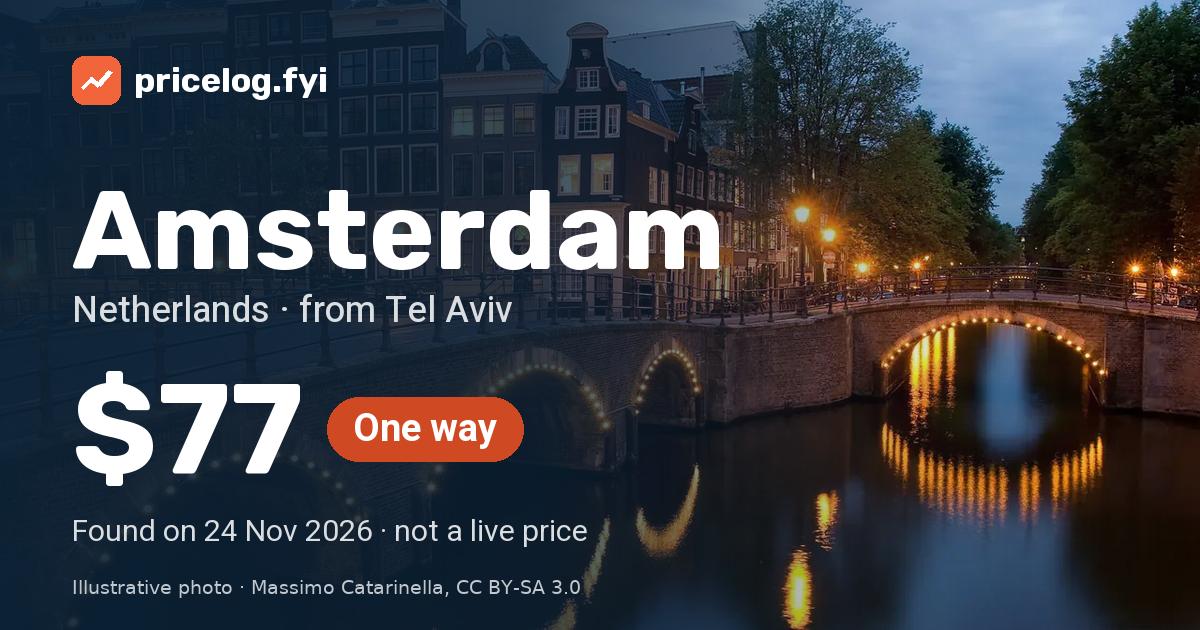 pricelog.fyi
Amsterdam
Netherlands · from Tel Aviv
$77 One way
Found on 24 Nov 2026 · not a live price
Illustrative photo · Massimo Catarinella, CC BY-SA 3.0